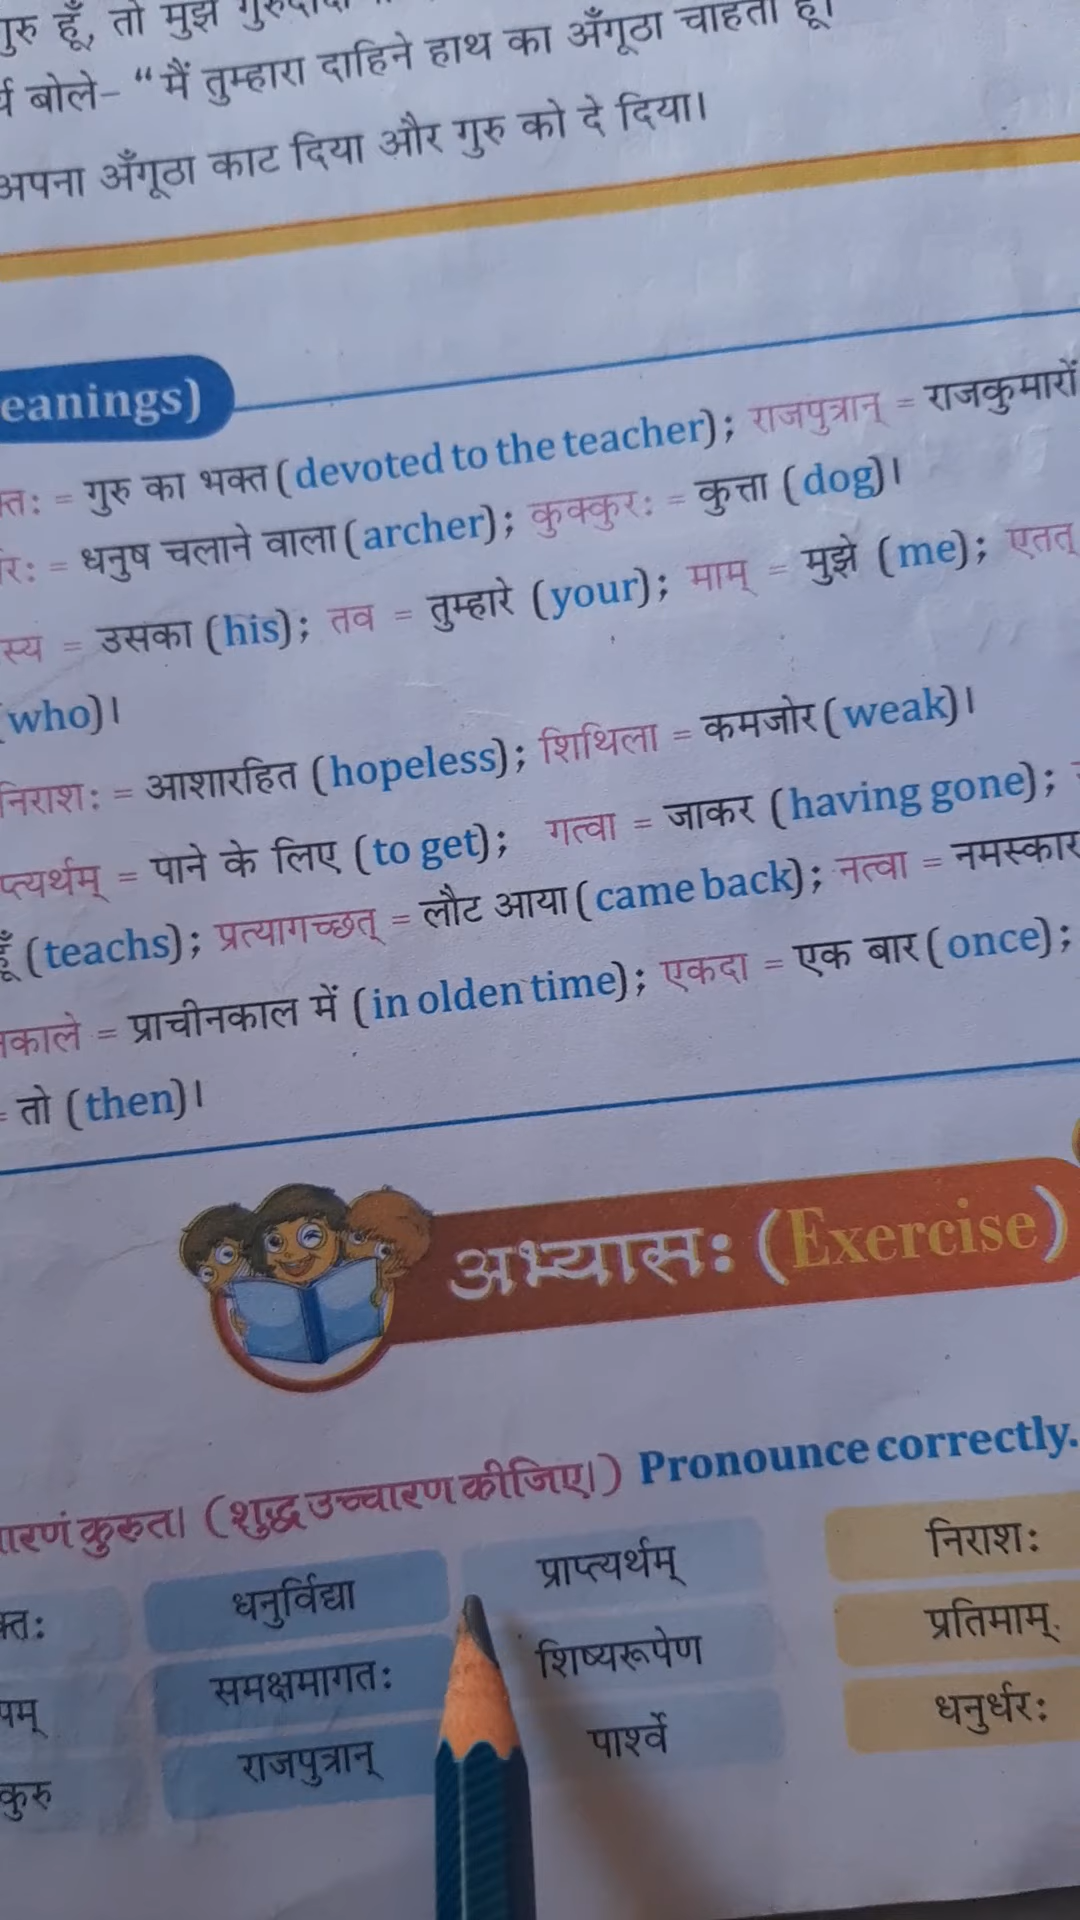 गुरु हूँ, तो मुझे
बोले- “मैं तुम्हारा दाहिने हाथ का अँगूठा चाहता हूँ।
अपना अँगूठा काट दिया और गुरु को दे दिया।
eanings)
क्तः = गुरु का भक्त (devoted to the teacher); राजपुत्रान् = राजकुमारों
रः = धनुष चलाने वाला (archer); कुक्कुरः = कुत्ता (dog)।
स्य = उसका (his); तव = तुम्हारे (your); माम् = मुझे (me); एतत्
(who)।
निराशः = आशारहित (hopeless); शिथिला = कमजोर (weak)।
प्त्यर्थम् = पाने के लिए (to get); गत्वा = जाकर (having gone);
हूँ (teachs); प्रत्यागच्छत् = लौट आया (came back); नत्वा = नमस्कार
काले = प्राचीनकाल में (in olden time); एकदा = एक बार (once);
= तो (then)।
अभ्यासः (Exercise)
ारणं कुरुत। (शुद्ध उच्चारण कीजिए।) Pronounce correctly.
क्तः धनुर्विद्या प्राप्त्यर्थम् निराशः
पम् समक्षमागतः शिष्यरूपेण प्रतिमाम्
कुरु राजपुत्रान् पार्श्वे धनुर्धरः